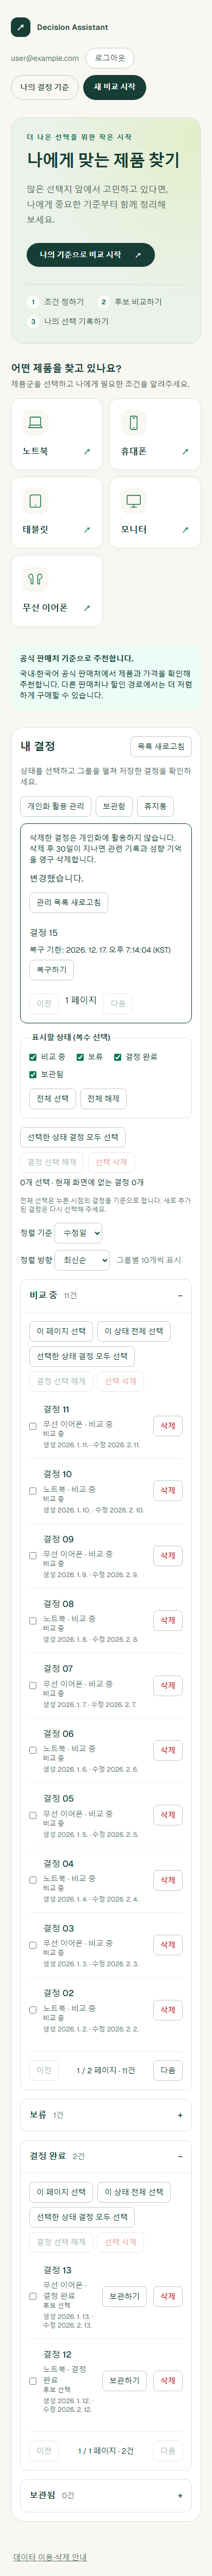 Decision Assistant
user@example.com 로그아웃
나의 결정 기준 새 비교 시작
더 나은 선택을 위한 작은 시작
나에게 맞는 제품 찾기
많은 선택지 앞에서 고민하고 있다면,
나에게 중요한 기준부터 함께 정리해
보세요.
나의 기준으로 비교 시작 ↗
1 조건 정하기 2 후보 비교하기
3 나의 선택 기록하기
어떤 제품을 찾고 있나요?
제품군을 선택하고 나에게 필요한 조건을 알려주세요.
노트북 ↗ 휴대폰 ↗
태블릿 ↗ 모니터 ↗
무선 이어폰 ↗
공식 판매처 기준으로 추천합니다.
국내·한국어 공식 판매처에서 제품과 가격을 확인해
추천합니다. 다른 판매처나 할인 경로에서는 더 저렴
하게 구매할 수 있습니다.
내 결정 목록 새로고침
상태를 선택하고 그룹을 펼쳐 저장한 결정을 확인하
세요.
개인화 활용 관리 보관함 휴지통
삭제한 결정은 개인화에 활용하지 않습니다.
삭제 후 30일이 지나면 관련 기록과 성향 기억
을 영구 삭제합니다.
변경했습니다.
관리 목록 새로고침
결정 15
복구 기한: 2026. 12. 17. 오후 7:14:04 (KST)
복구하기
이전 1 페이지 다음
표시할 상태 (복수 선택)
비교 중 보류 결정 완료
보관됨
전체 선택 전체 해제
선택한 상태 결정 모두 선택
결정 선택 해제 선택 삭제
0개 선택 · 현재 화면에 없는 결정 0개
전체 선택은 누른 시점의 결정을 기준으로 합니다. 새로 추가
된 결정은 다시 선택해 주세요.
정렬 기준 수정일
정렬 방향 최신순 그룹별 10개씩 표시
비교 중 11건 −
이 페이지 선택 이 상태 전체 선택
선택한 상태 결정 모두 선택
결정 선택 해제 선택 삭제
결정 11
무선 이어폰 · 비교 중
비교 중
생성 2026. 1. 11. · 수정 2026. 2. 11.
삭제
결정 10
노트북 · 비교 중
비교 중
생성 2026. 1. 10. · 수정 2026. 2. 10.
삭제
결정 09
무선 이어폰 · 비교 중
비교 중
생성 2026. 1. 9. · 수정 2026. 2. 9.
삭제
결정 08
노트북 · 비교 중
비교 중
생성 2026. 1. 8. · 수정 2026. 2. 8.
삭제
결정 07
무선 이어폰 · 비교 중
비교 중
생성 2026. 1. 7. · 수정 2026. 2. 7.
삭제
결정 06
노트북 · 비교 중
비교 중
생성 2026. 1. 6. · 수정 2026. 2. 6.
삭제
결정 05
무선 이어폰 · 비교 중
비교 중
생성 2026. 1. 5. · 수정 2026. 2. 5.
삭제
결정 04
노트북 · 비교 중
비교 중
생성 2026. 1. 4. · 수정 2026. 2. 4.
삭제
결정 03
무선 이어폰 · 비교 중
비교 중
생성 2026. 1. 3. · 수정 2026. 2. 3.
삭제
결정 02
노트북 · 비교 중
비교 중
생성 2026. 1. 2. · 수정 2026. 2. 2.
삭제
이전 1 / 2 페이지 · 11건 다음
보류 1건 +
결정 완료 2건 −
이 페이지 선택 이 상태 전체 선택
선택한 상태 결정 모두 선택
결정 선택 해제 선택 삭제
결정 13
무선 이어폰 ·
결정 완료
후보 선택
생성 2026. 1. 13. ·
수정 2026. 2. 13.
보관하기 삭제
결정 12
노트북 · 결정
완료
후보 선택
생성 2026. 1. 12. ·
수정 2026. 2. 12.
보관하기 삭제
이전 1 / 1 페이지 · 2건 다음
보관됨 0건 +
데이터 이용·삭제 안내